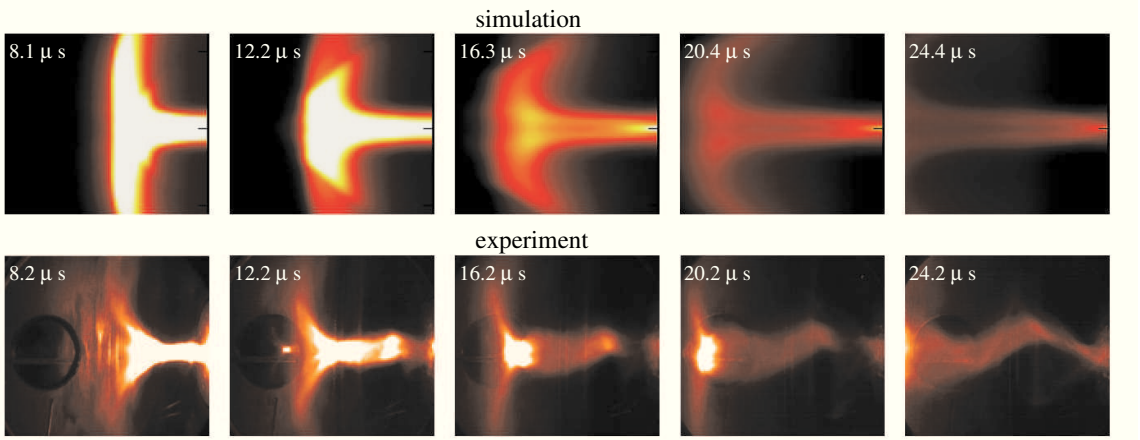 simulation
8.1 μ s
12.2 μ s
16.3 μ s
20.4 μ s
24.4 μ s
experiment
8.2 μ s
12.2 μ s
16.2 μ s
20.2 μ s
24.2 μ s